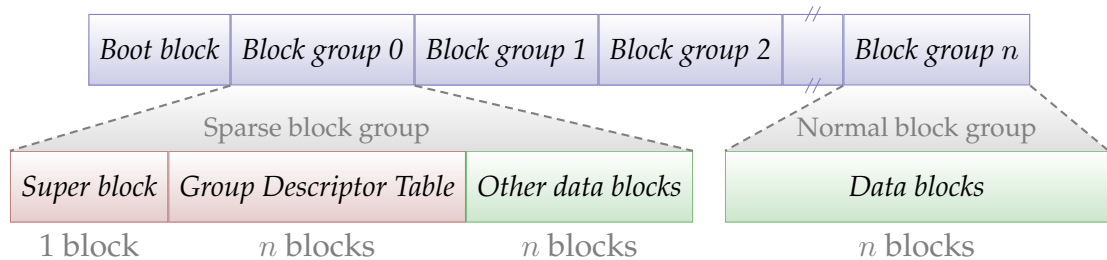 Boot block Block group 0 Block group 1 Block group 2 // Block group n
//
Sparse block group Normal block group
Super block Group Descriptor Table Other data blocks Data blocks
1 block n blocks n blocks n blocks